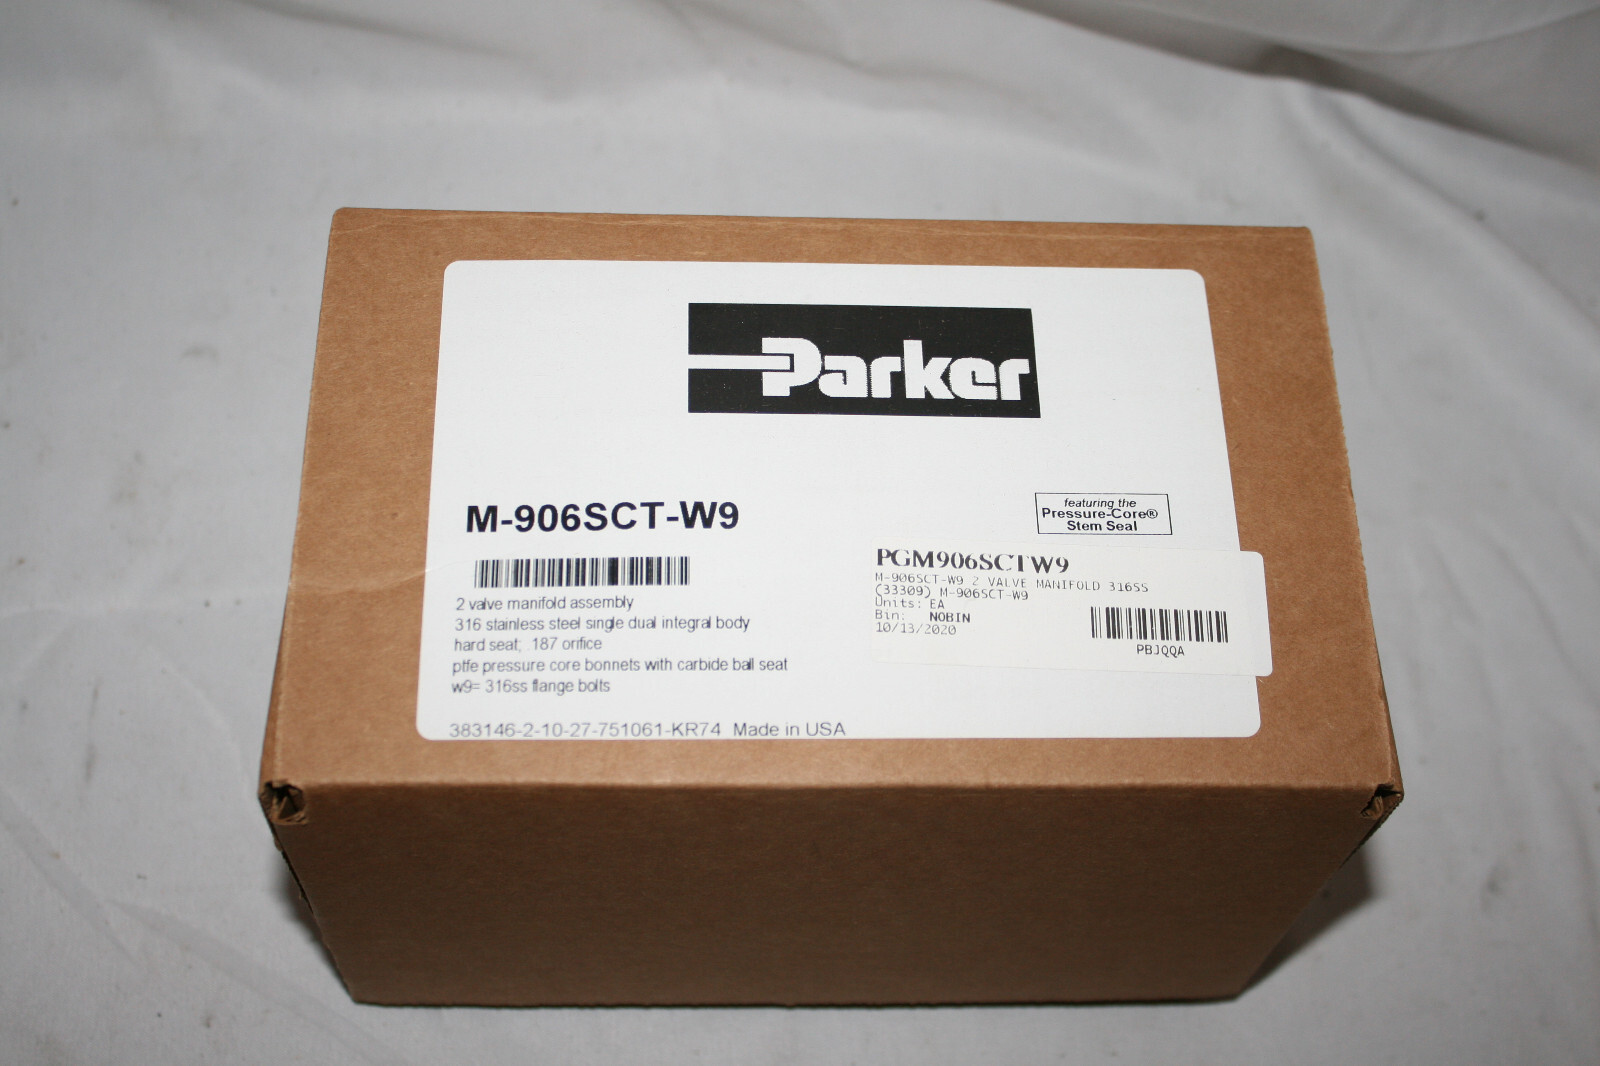 Parker
M-906SCT-W9
featuring the
Pressure-Core®
Stem Seal
2 valve manifold assembly
316 stainless steel single dual integral body
hard seat; .187 orifice
ptfe pressure core bonnets with carbide ball seat
w9= 316ss flange bolts
383146-2-10-27-751061-KR74 Made in USA
PGM906SCTW9
M-906SCT-W9 2 VALVE MANIFOLD 316SS
(33309) M-906SCT-W9
Units: EA
Bin: NOBIN
10/13/2020
PBJQQA